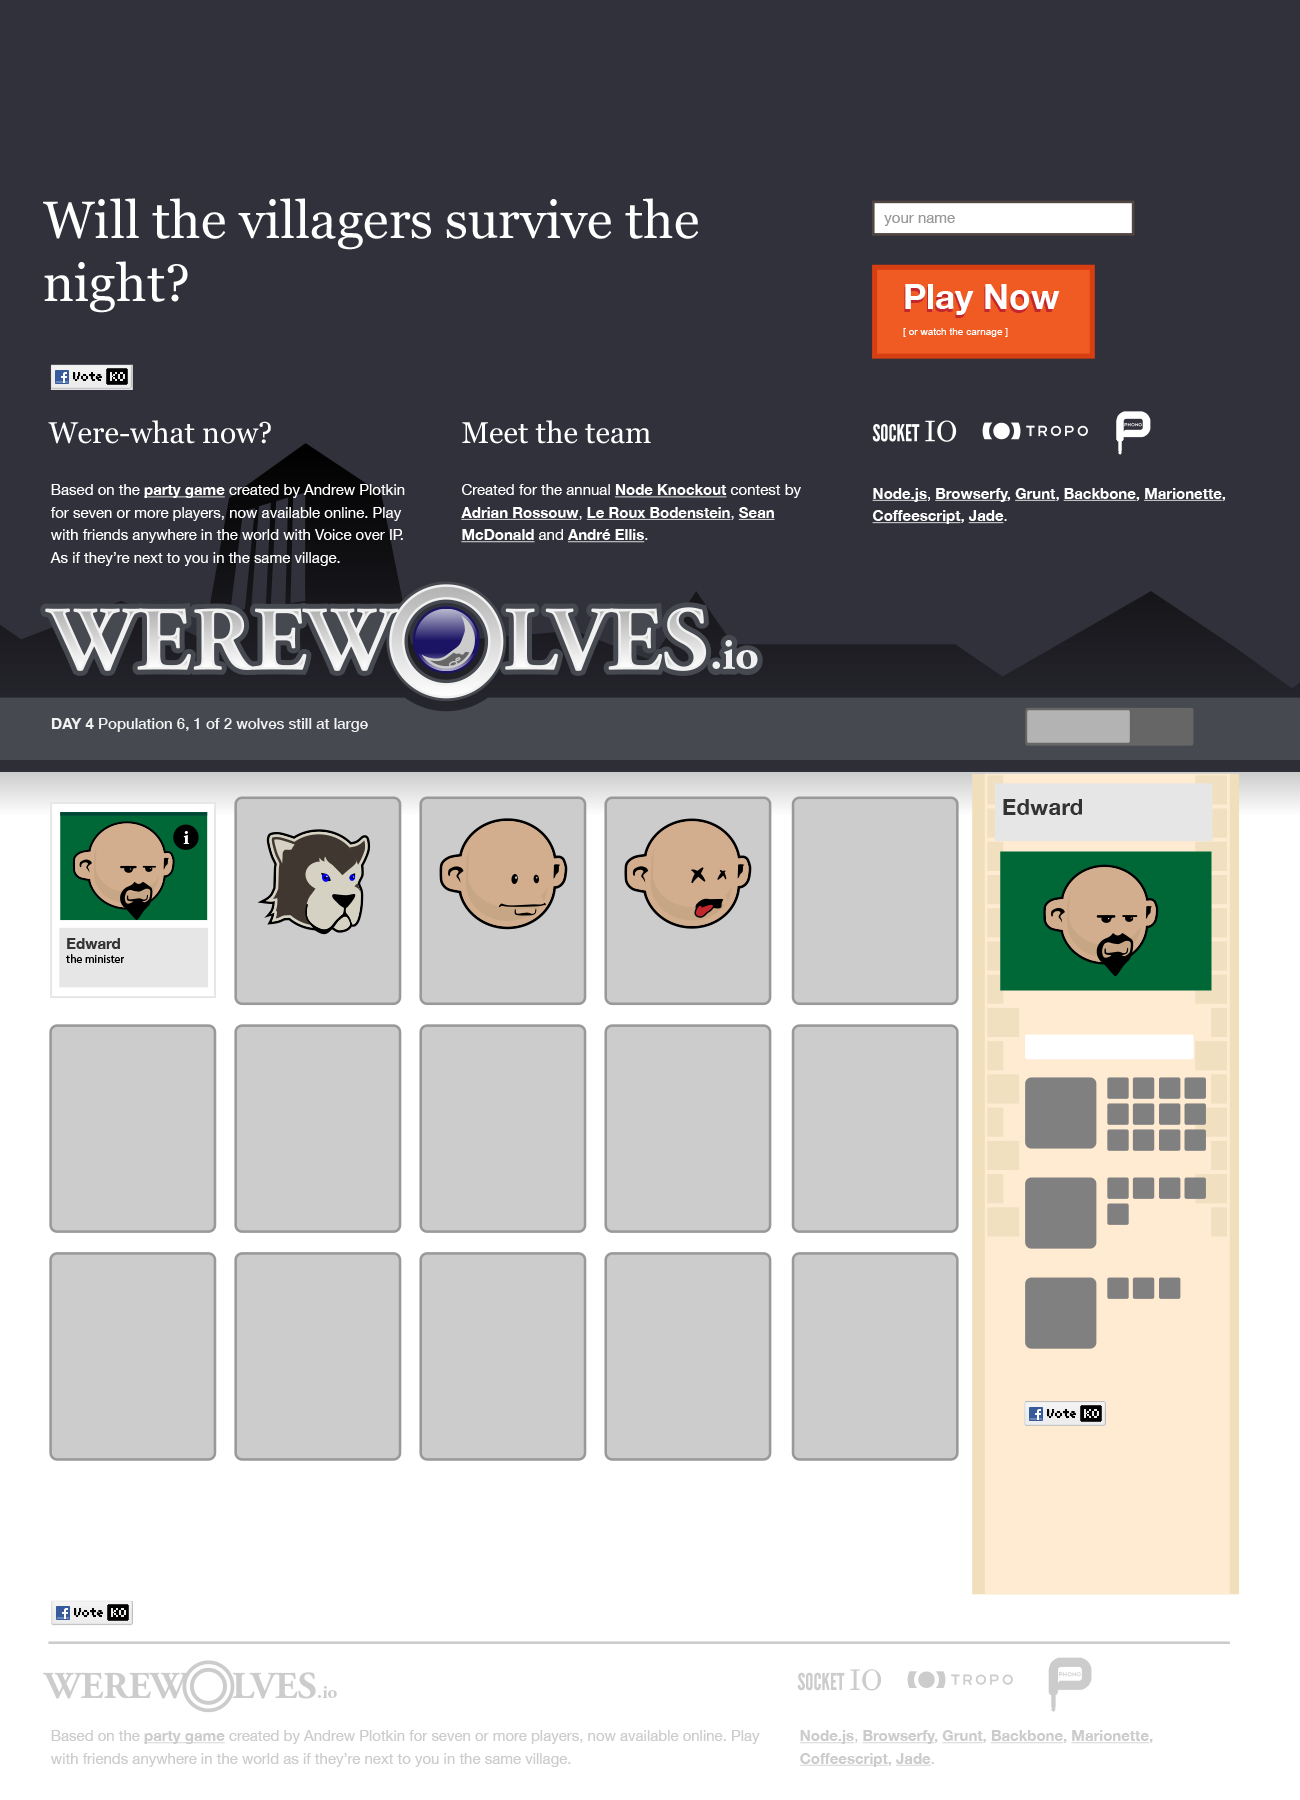 Will the villagers survive the
night?
your name
Play Now
[ or watch the carnage ]
f Vote KO
Were-what now?
Based on the party game created by Andrew Plotkin
for seven or more players, now available online. Play
with friends anywhere in the world with Voice over IP.
As if they’re next to you in the same village.
Meet the team
Created for the annual Node Knockout contest by
Adrian Rossouw, Le Roux Bodenstein, Sean
McDonald and André Ellis.
SOCKET IO TROPO PHONO
Node.js, Browserfy, Grunt, Backbone, Marionette,
Coffeescript, Jade.
WEREWOLVES.io
DAY 4 Population 6, 1 of 2 wolves still at large
i
Edward
the minister
Edward
f Vote KO
f Vote KO
WEREWOLVES.io
SOCKET IO TROPO PHONO
Based on the party game created by Andrew Plotkin for seven or more players, now available online. Play
with friends anywhere in the world as if they’re next to you in the same village.
Node.js, Browserfy, Grunt, Backbone, Marionette,
Coffeescript, Jade.